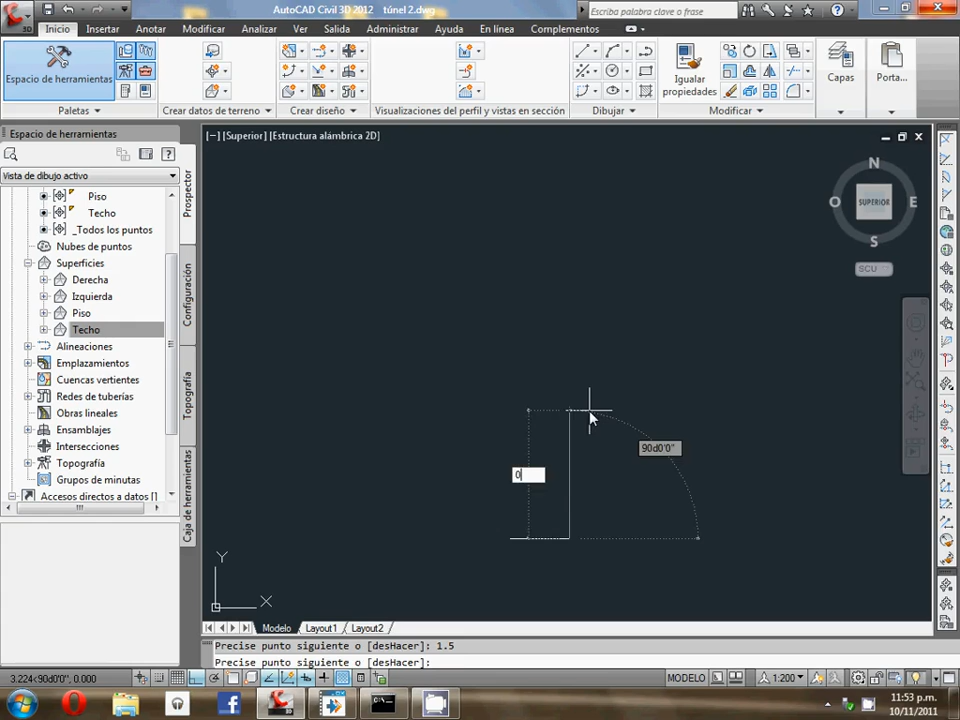 AutoCAD Civil 3D 2012 túnel 2.dwg
Escriba palabra clave o frase
Inicio Insertar Anotar Modificar Analizar Ver Salida Administrar Ayuda En línea Complementos
Espacio de herramientas
Igualar propiedades
Capas
Porta...
Paletas
Crear datos de terreno
Crear diseño
Visualizaciones del perfil y vistas en sección
Dibujar
Modificar
Espacio de herramientas
Vista de dibujo activo
Piso
Techo
_Todos los puntos
Nubes de puntos
Superficies
Derecha
Izquierda
Piso
Techo
Alineaciones
Emplazamientos
Cuencas vertientes
Redes de tuberías
Obras lineales
Ensamblajes
Intersecciones
Topografía
Grupos de minutas
Accesos directos a datos []
Prospector
Configuración
Topografía
Caja de herramientas
[−] [Superior] [Estructura alámbrica 2D]
N
O SUPERIOR E
S
SCU
90d0'0"
0
Y
X
Modelo Layout1 Layout2
Precise punto siguiente o [desHacer]: 1.5
Precise punto siguiente o [desHacer]:
3.224<90d0'0", 0.000
MODELO
1:200
11:53 p.m.
10/11/2011